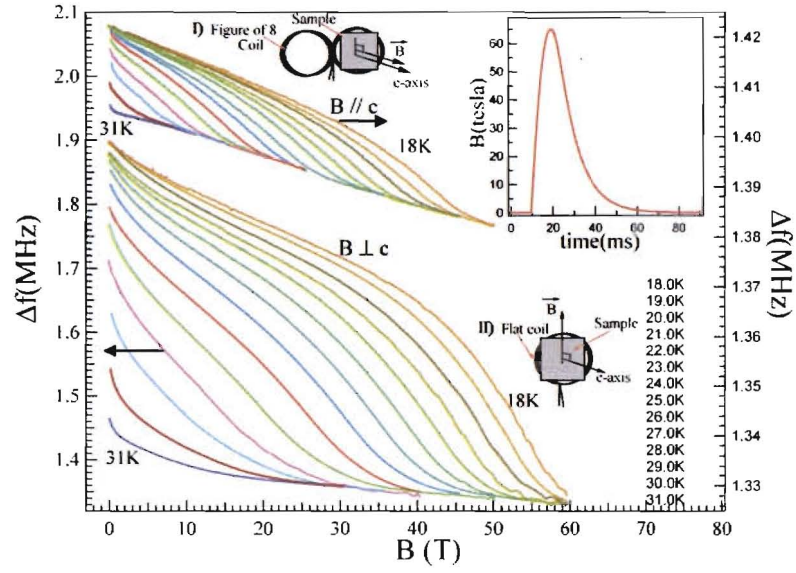 I) Figure of 8
Coil
Sample
B
c-axis
B // c
31K
18K
2.1
2.0
1.9
1.8
1.7
1.6
1.5
1.4
Δf(MHz)
B ⊥ c
31K
18K
B(tesla)
60
50
40
30
20
10
0
0
20
40
60
80
time(ms)
1.42
1.41
1.40
1.39
1.38
1.37
1.36
1.35
1.34
1.33
Δf(MHz)
B
II) Flat coil
Sample
c-axis
18.0K
19.0K
20.0K
21.0K
22.0K
23.0K
24.0K
25.0K
26.0K
27.0K
28.0K
29.0K
30.0K
31.0K
0
10
20
30
40
50
60
70
80
B (T)